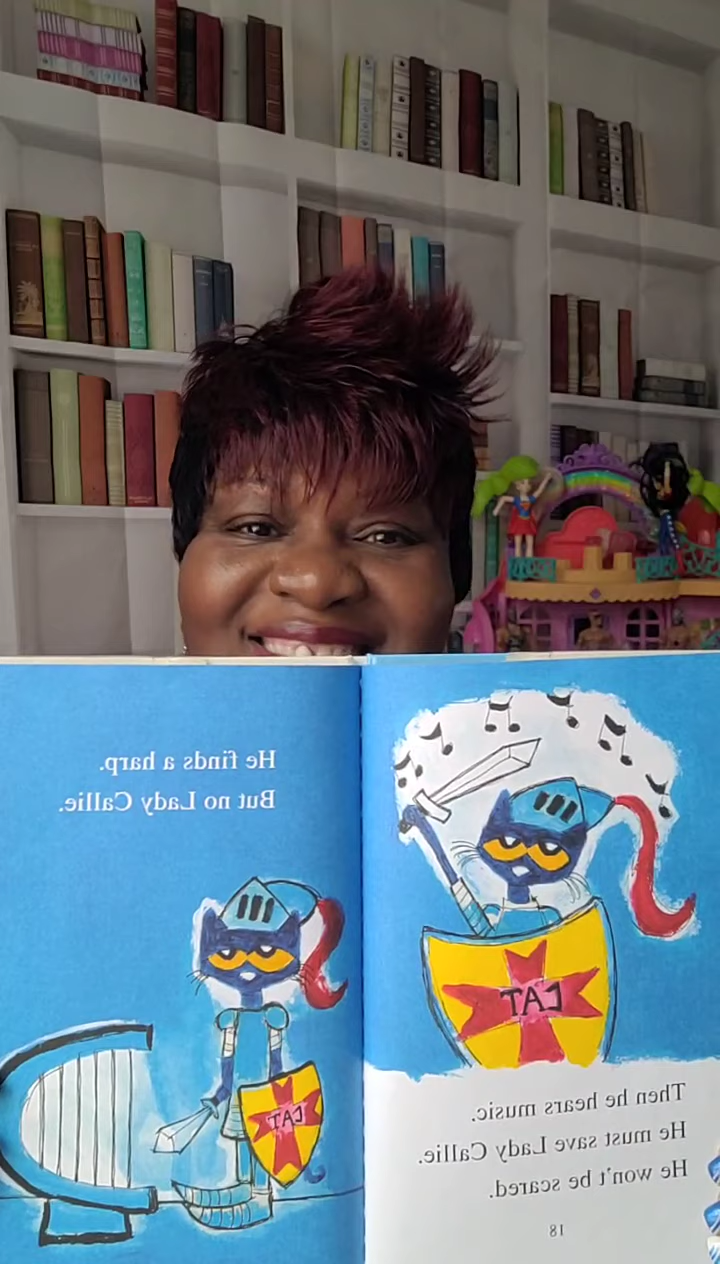 CAT
Then he hears music.
He must save Lady Callie.
He won't be scared.
18
He finds a harp.
But no Lady Callie.
CAT